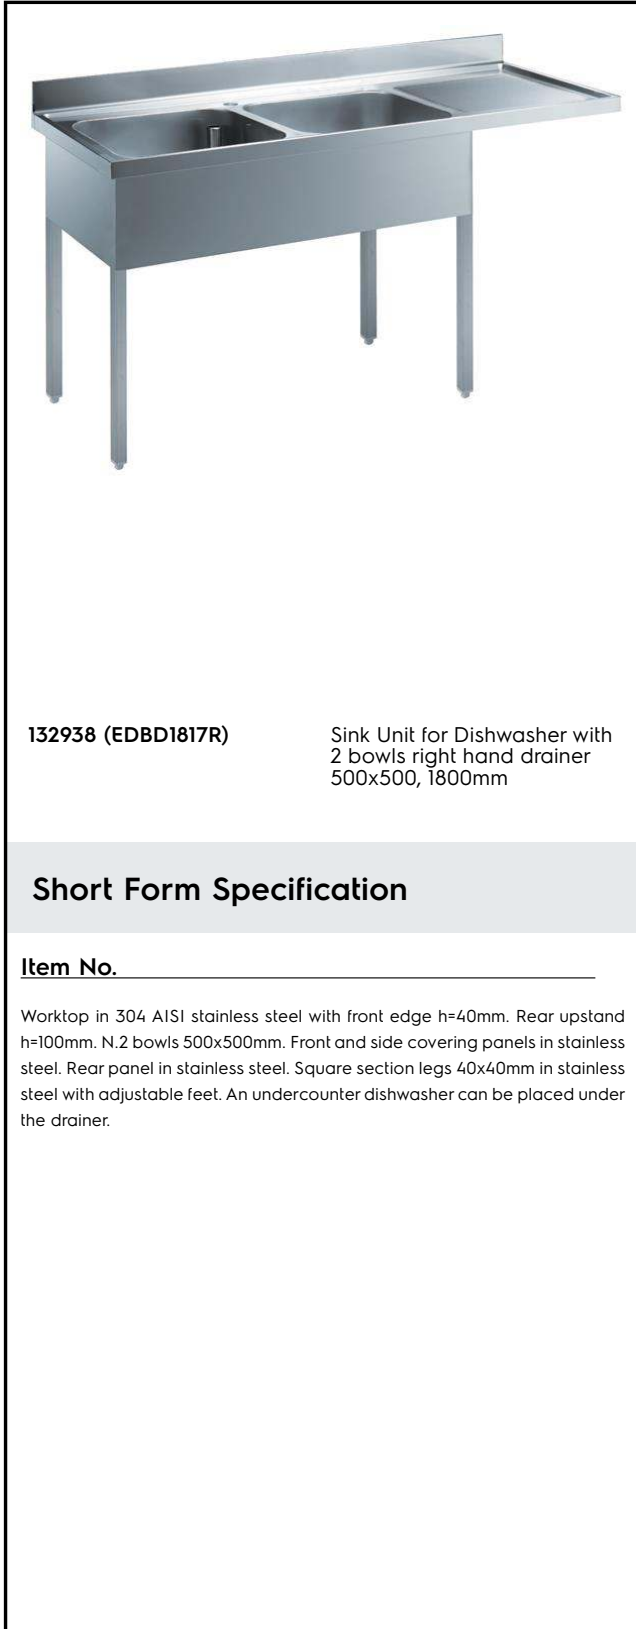 132938 (EDBD1817R)
Sink Unit for Dishwasher with
2 bowls right hand drainer
500x500, 1800mm
Short Form Specification
Item No.
Worktop in 304 AISI stainless steel with front edge h=40mm. Rear upstand
h=100mm. N.2 bowls 500x500mm. Front and side covering panels in stainless
steel. Rear panel in stainless steel. Square section legs 40x40mm in stainless
steel with adjustable feet. An undercounter dishwasher can be placed under
the drainer.